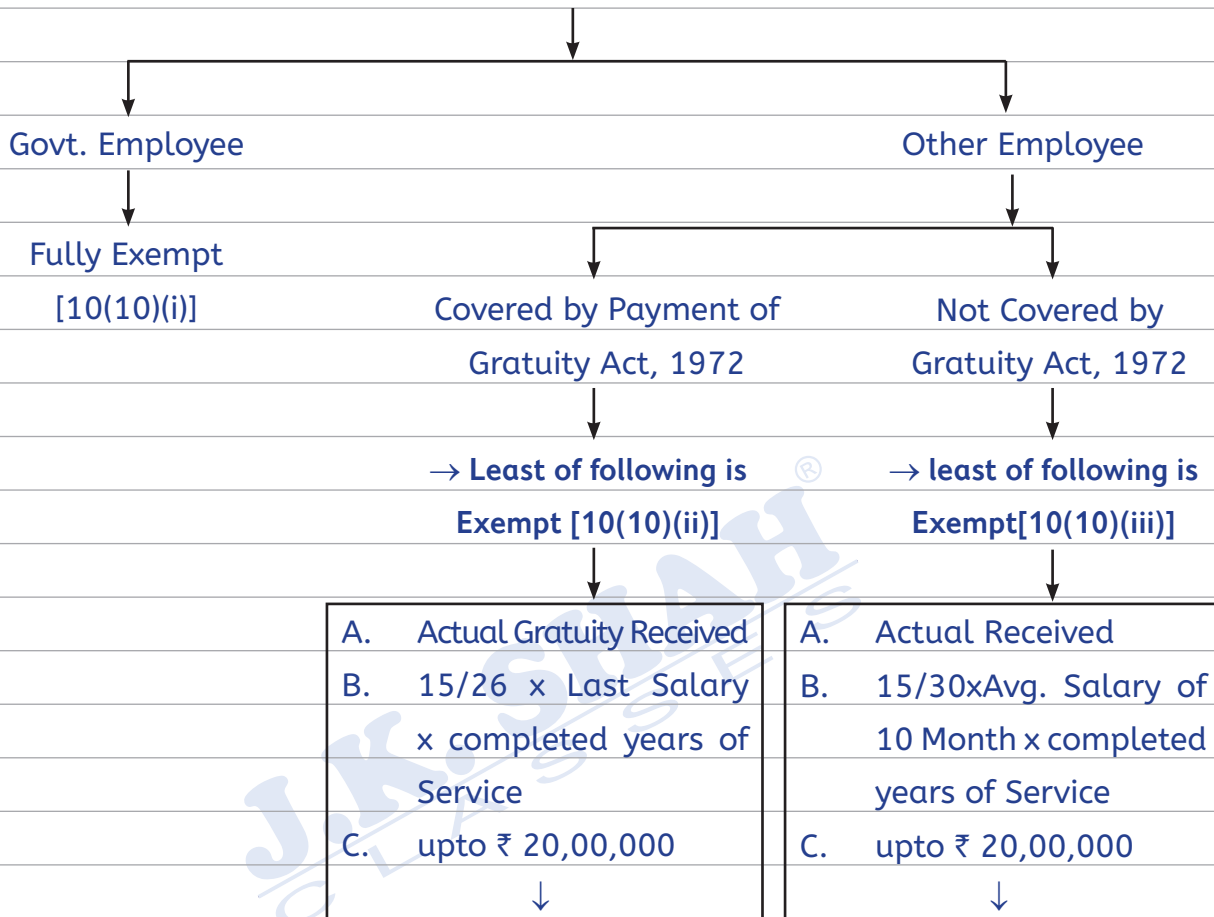 Govt. Employee
Other Employee
Fully Exempt
[10(10)(i)]
Covered by Payment of
Gratuity Act, 1972
Not Covered by
Gratuity Act, 1972
→ Least of following is
Exempt [10(10)(ii)]
→ least of following is
Exempt[10(10)(iii)]
A. Actual Gratuity Received
B. 15/26 x Last Salary
x completed years of
Service
C. upto ₹ 20,00,000
↓
A. Actual Received
B. 15/30xAvg. Salary of
10 Month x completed
years of Service
C. upto ₹ 20,00,000
↓
J.K. SHAH ®
CLASSES